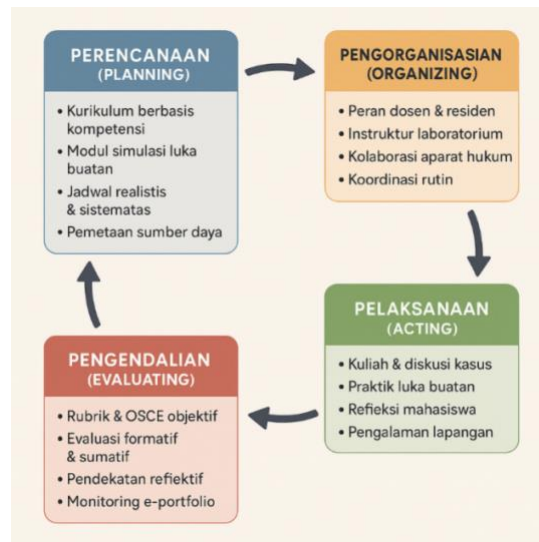 PERENCANAAN
(PLANNING)
• Kurikulum berbasis
kompetensi
• Modul simulasi luka
buatan
• Jadwal realistis
& sistematas
• Pemetaan sumber daya
PENGORGANISASIAN
(ORGANIZING)
• Peran dosen & residen
• Instruktur laboratorium
• Kolaborasi aparat hukum
• Koordinasi rutin
PELAKSANAAN
(ACTING)
• Kuliah & diskusi kasus
• Praktik luka buatan
• Refieksi mahasiswa
• Pengalaman lapangan
PENGENDALIAN
(EVALUATING)
• Rubrik & OSCE objektif
• Evaluasi formatif
& sumatif
• Pendekatan refiektif
• Monitoring e-portfolio